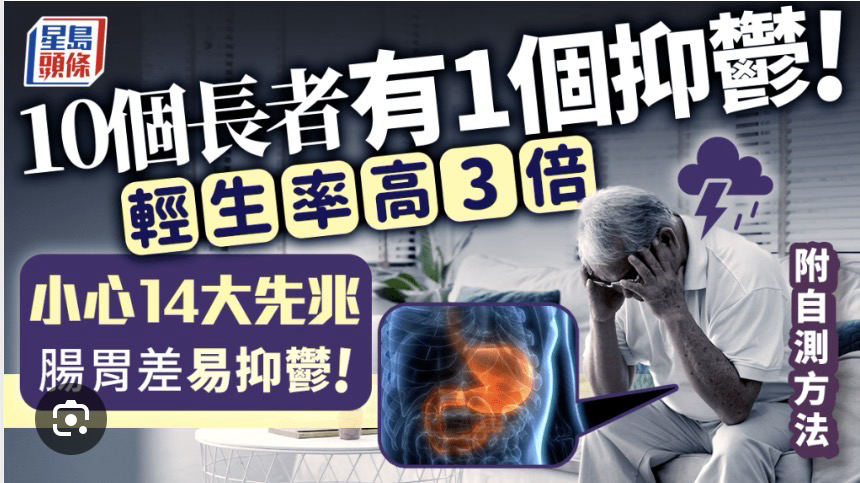 星島
頭條
10個長者有1個抑鬱！
輕生率高3倍
小心14大先兆
腸胃差易抑鬱！
附自測方法